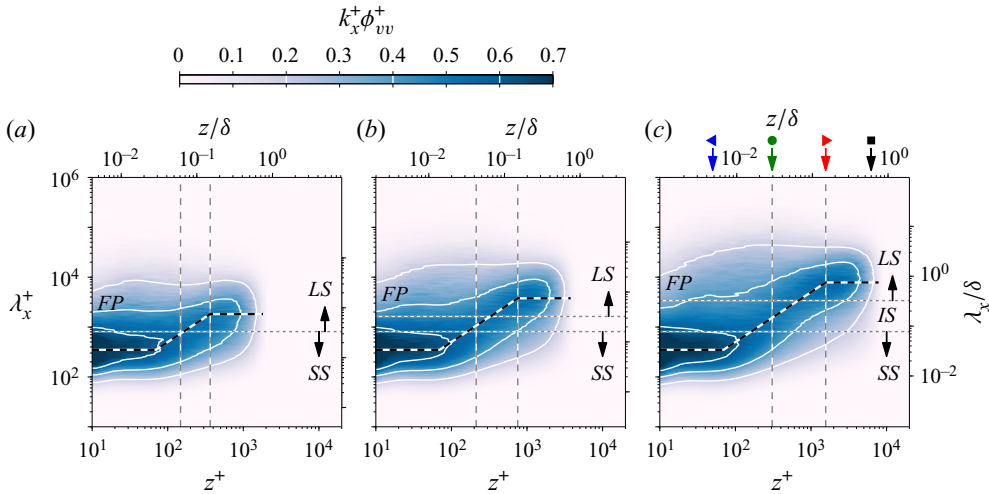 k_x^+ ϕ_{vv}^+
0 0.1 0.2 0.3 0.4 0.5 0.6 0.7
(a) z/δ (b) z/δ (c) z/δ
10^{-2} 10^{-1} 10^0 10^{-2} 10^{-1} 10^0 10^{-2} 10^0
10^6
10^4
10^2
λ_x^+
FP LS SS
FP LS SS
FP LS IS SS
10^0
10^{-2}
λ_x/δ
10^1 10^2 10^3 10^4 10^1 10^2 10^3 10^4 10^1 10^2 10^3 10^4
z^+ z^+ z^+